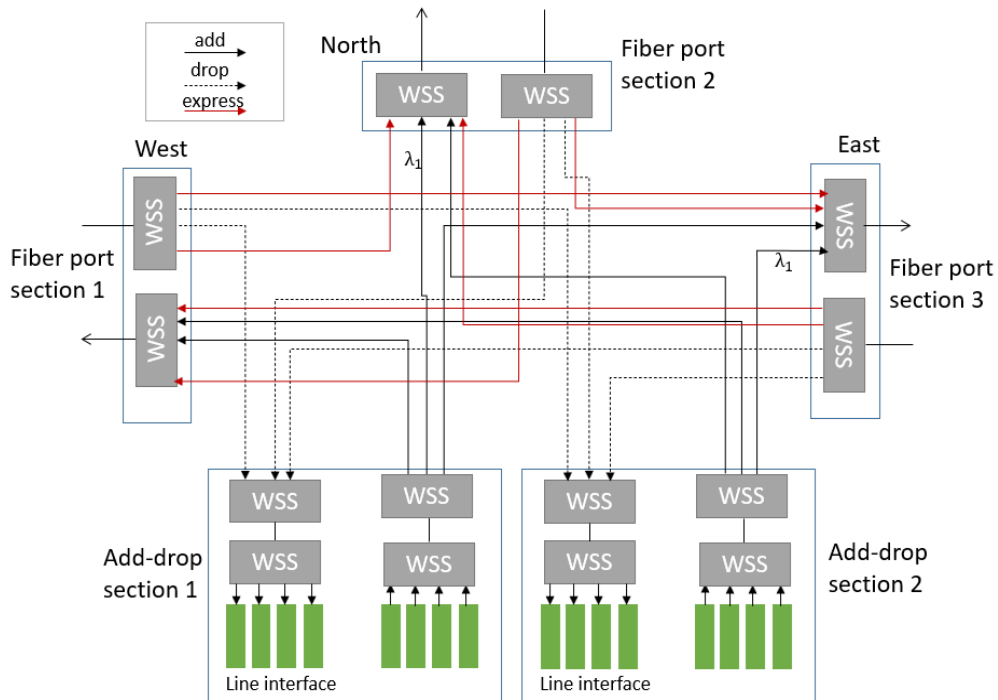 add
drop
express
North
Fiber port
section 2
WSS
WSS
λ1
West
East
WSS
WSS
Fiber port
section 1
λ1
Fiber port
section 3
WSS
WSS
WSS
WSS
WSS
WSS
Add-drop
section 1
WSS
WSS
WSS
WSS
Add-drop
section 2
Line interface
Line interface